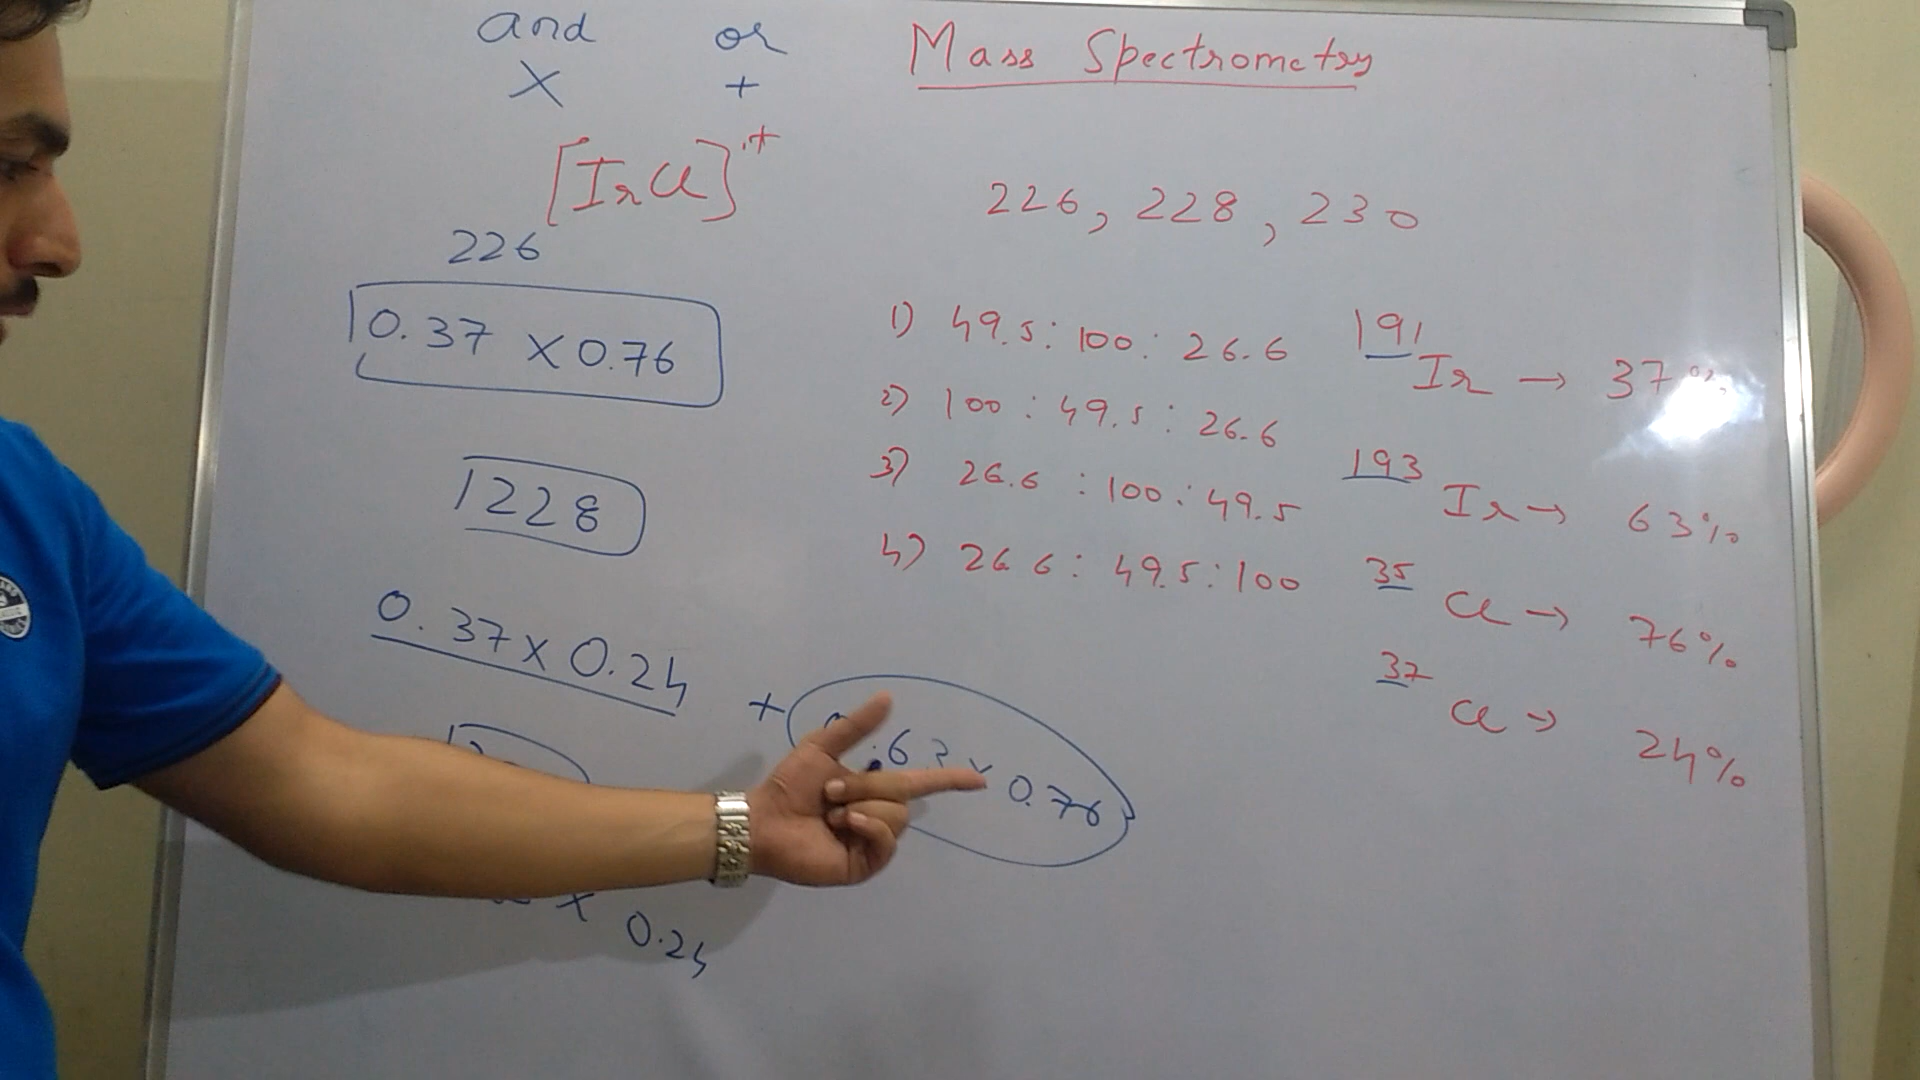 and or
X +
Mass Spectrometry
[IrCl]·+
226, 228, 230
226
0.37 X 0.76
1) 49.5 : 100 : 26.6
2) 100 : 49.5 : 26.6
3) 26.6 : 100 : 49.5
4) 26.6 : 49.5 : 100
191 Ir → 37%
193 Ir → 63%
35 Cl → 76%
37 Cl → 24%
228
0.37 x 0.24 + 0.63 x 0.76
x 0.24